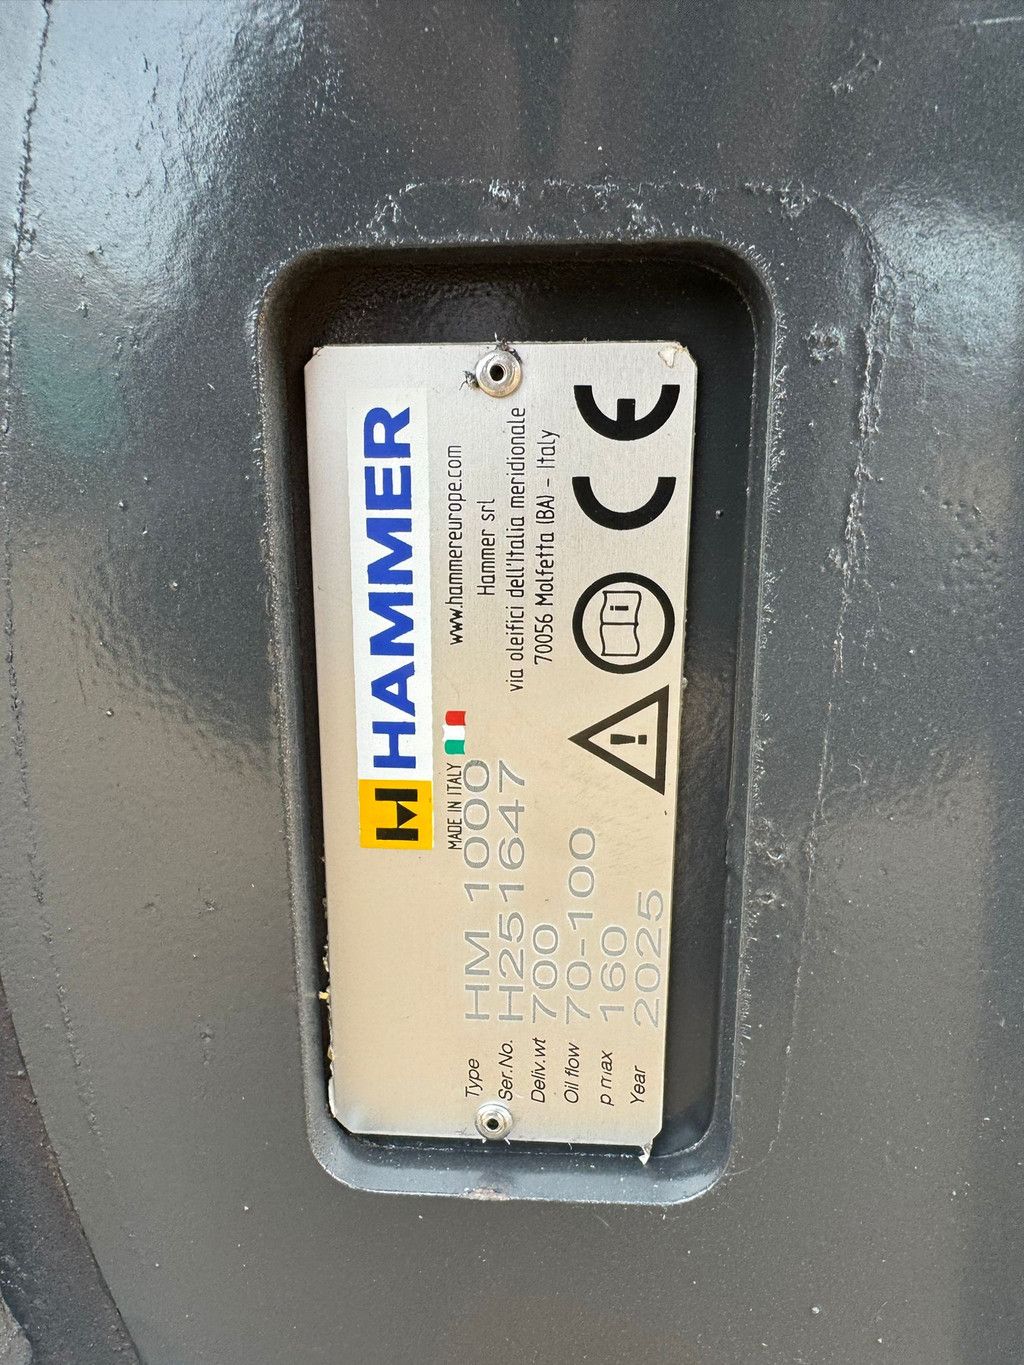 HAMMER
MADE IN ITALY
www.hammereurope.com
Hammer srl
via oleifici dell'Italia meridionale
70056 Molfetta (BA) - Italy
Type HM 1000
Ser.No. H251647
Deliv.wt 700
Oil flow 70-100
p max 160
Year 2025
CE